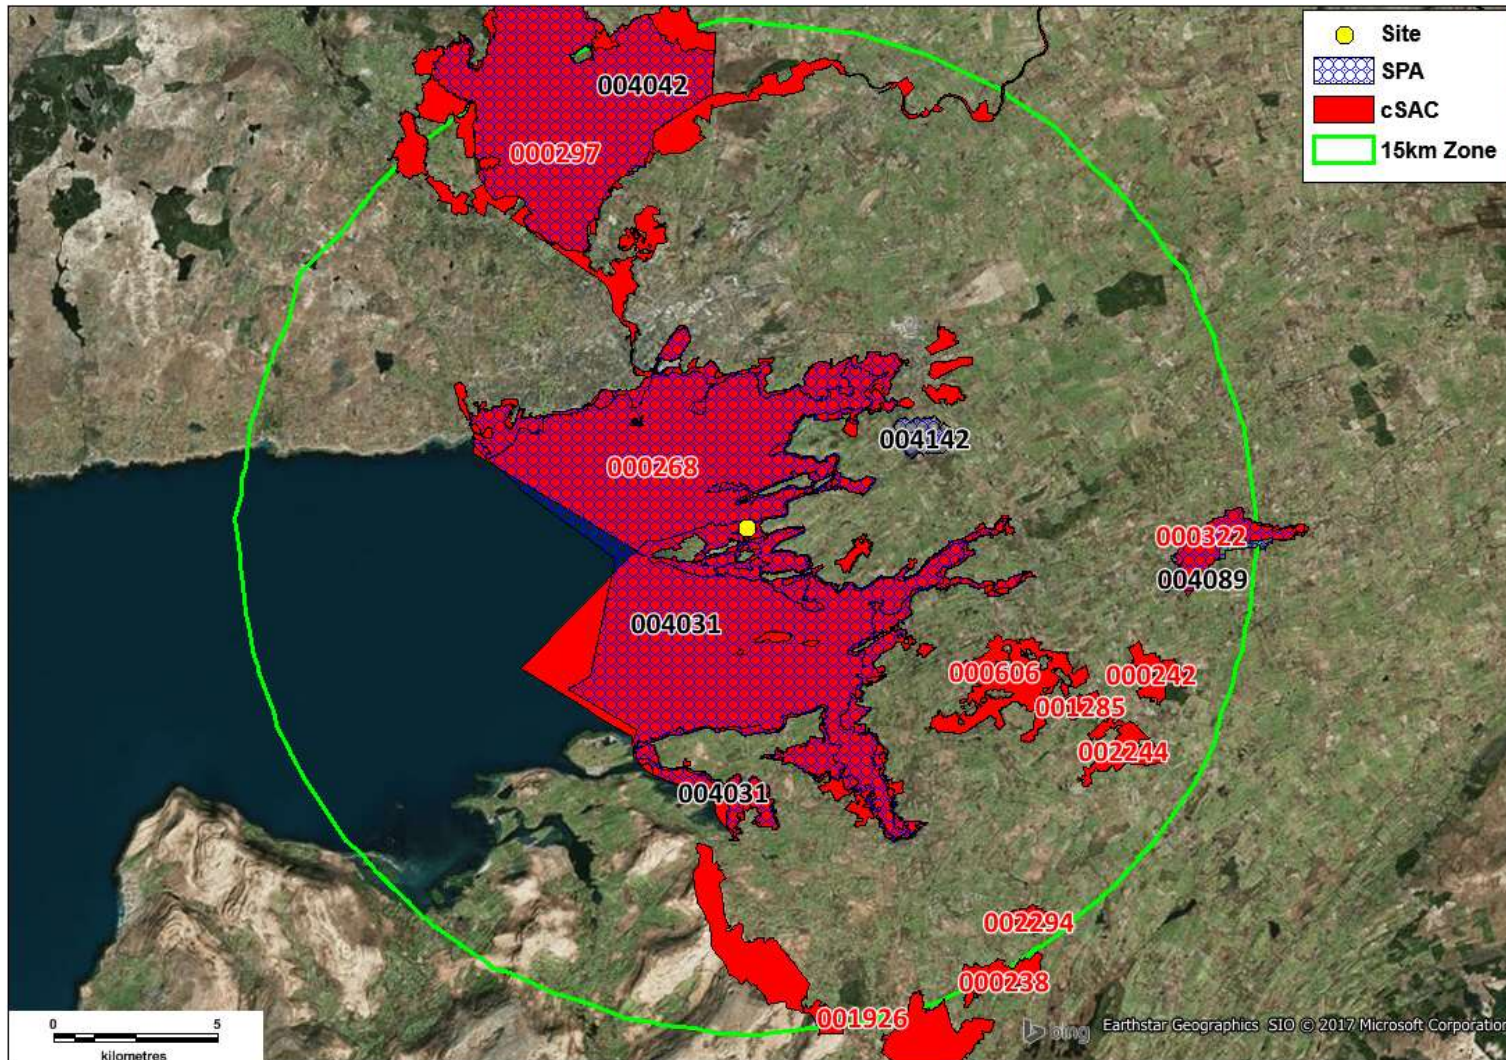 Site
SPA
cSAC
15km Zone
004042
000297
004142
000268
000322
004089
004031
000606
000242
001285
002244
004031
002294
000238
001926
0 5
kilometres
bing
Earthstar Geographics SIO © 2017 Microsoft Corporation